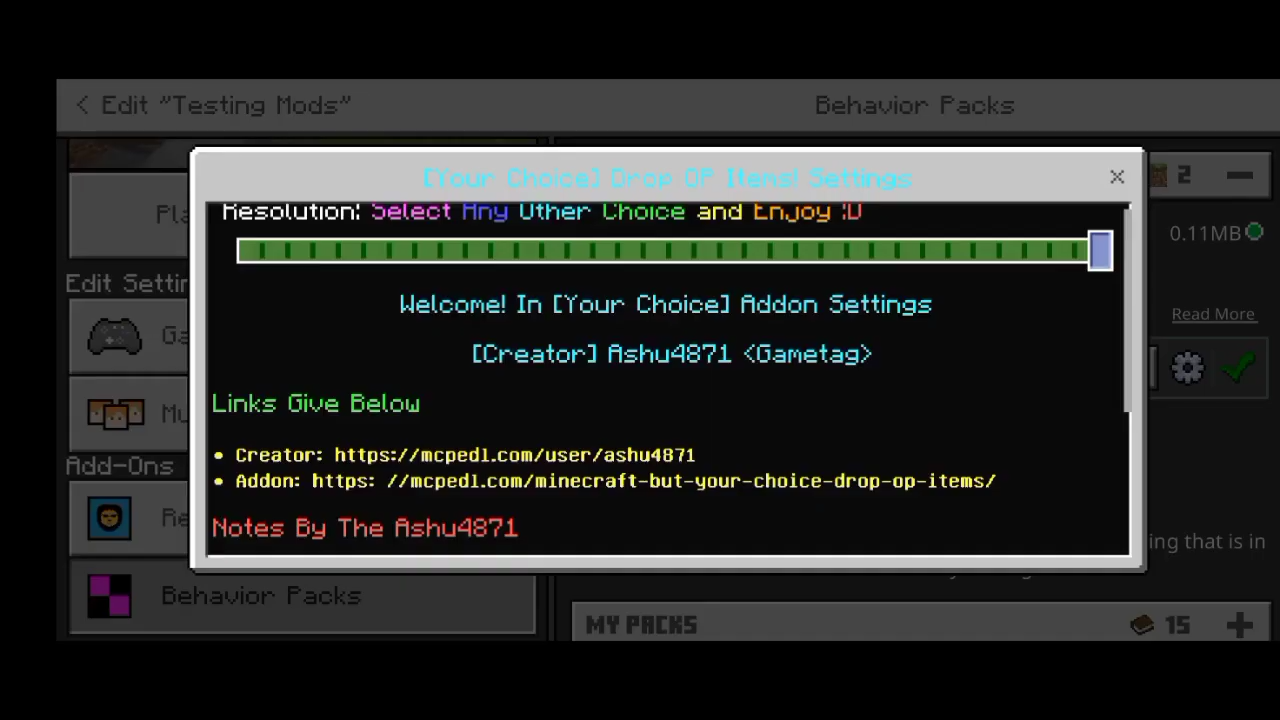 < Edit "Testing Mods"
Behavior Packs
[Your Choice] Drop OP Items! Settings
2
Resolution: Select Any Other Choice and Enjoy :D
0.11MB
Welcome! In [Your Choice] Addon Settings
Read More
[Creator] Ashu4871 <Gametag>
Links Give Below
• Creator: https://mcpedl.com/user/ashu4871
• Addon: https: //mcpedl.com/minecraft-but-your-choice-drop-op-items/
Notes By The Ashu4871
ing that is in
Edit
Add-Ons
Behavior Packs
MY PACKS
15